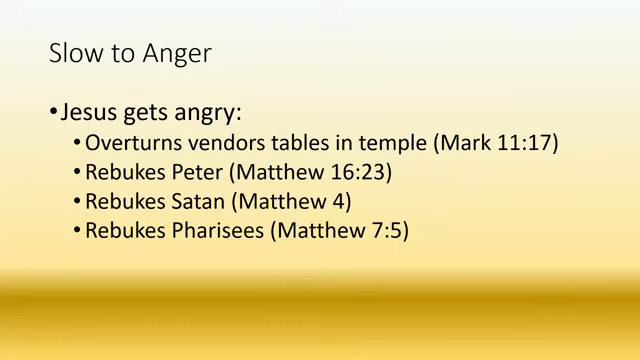 Slow to Anger
•Jesus gets angry:
•Overturns vendors tables in temple (Mark 11:17)
•Rebukes Peter (Matthew 16:23)
•Rebukes Satan (Matthew 4)
•Rebukes Pharisees (Matthew 7:5)